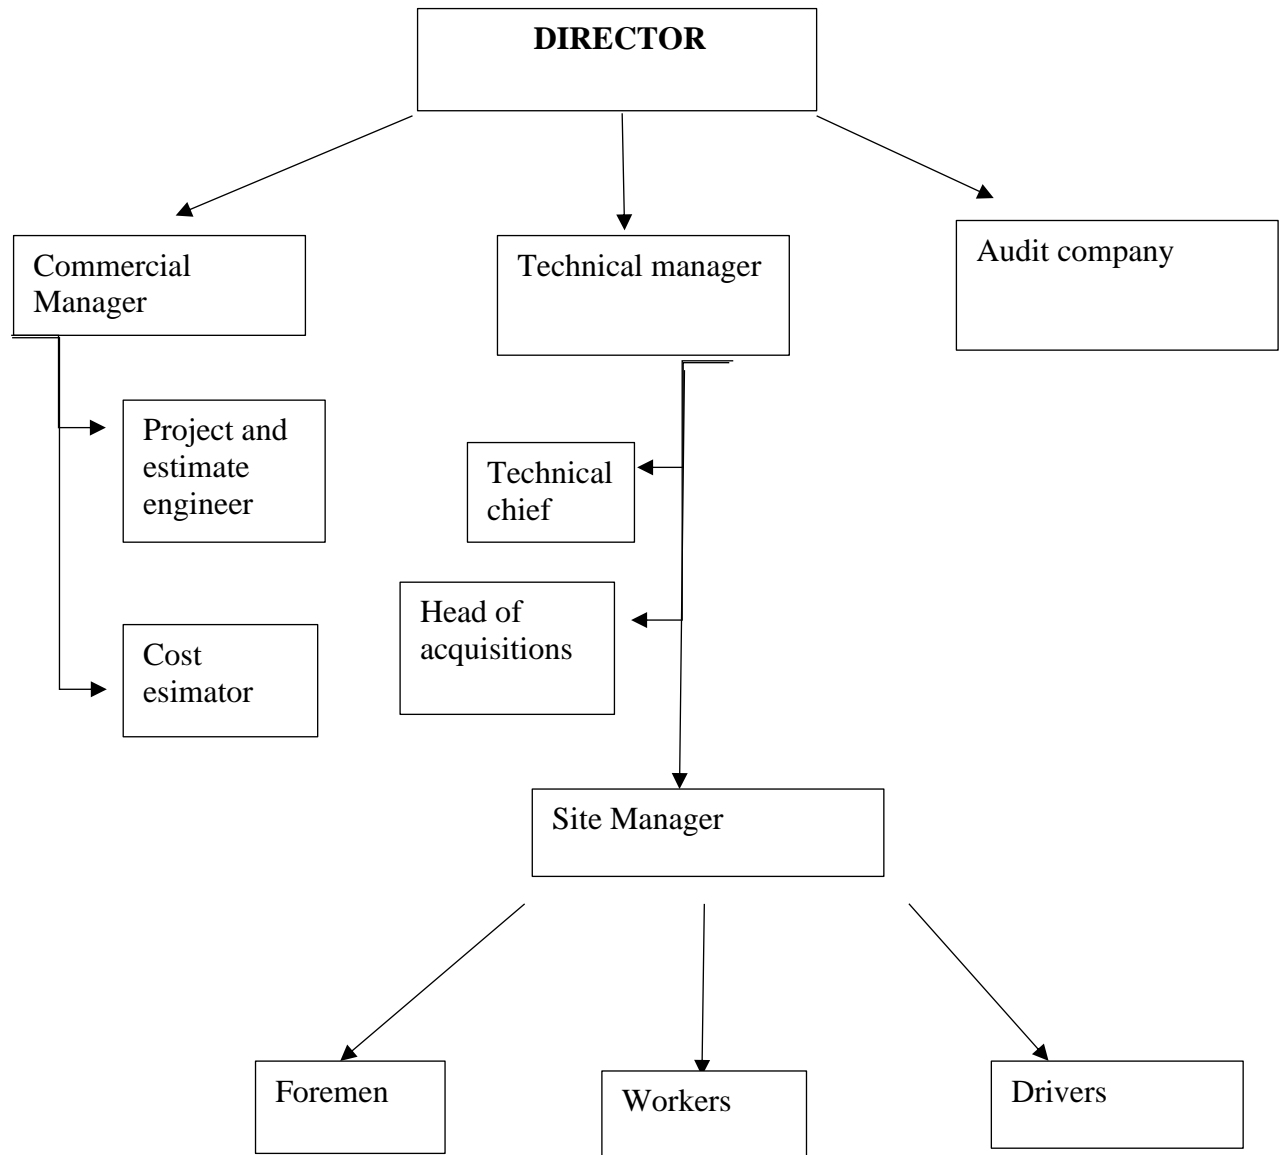 DIRECTOR
Commercial
Manager
Technical manager
Audit company
Project and
estimate
engineer
Technical
chief
Head of
acquisitions
Cost
esimator
Site Manager
Foremen
Workers
Drivers